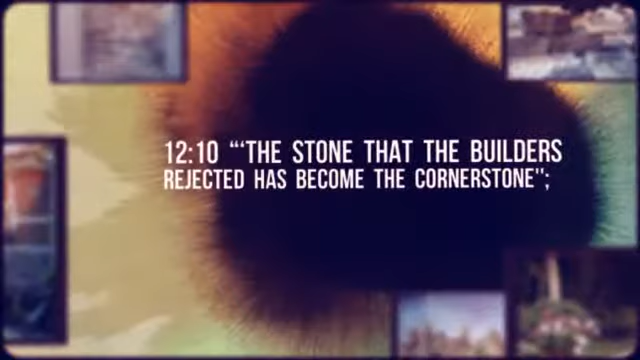 12:10 “‘THE STONE THAT THE BUILDERS
REJECTED HAS BECOME THE CORNERSTONE";